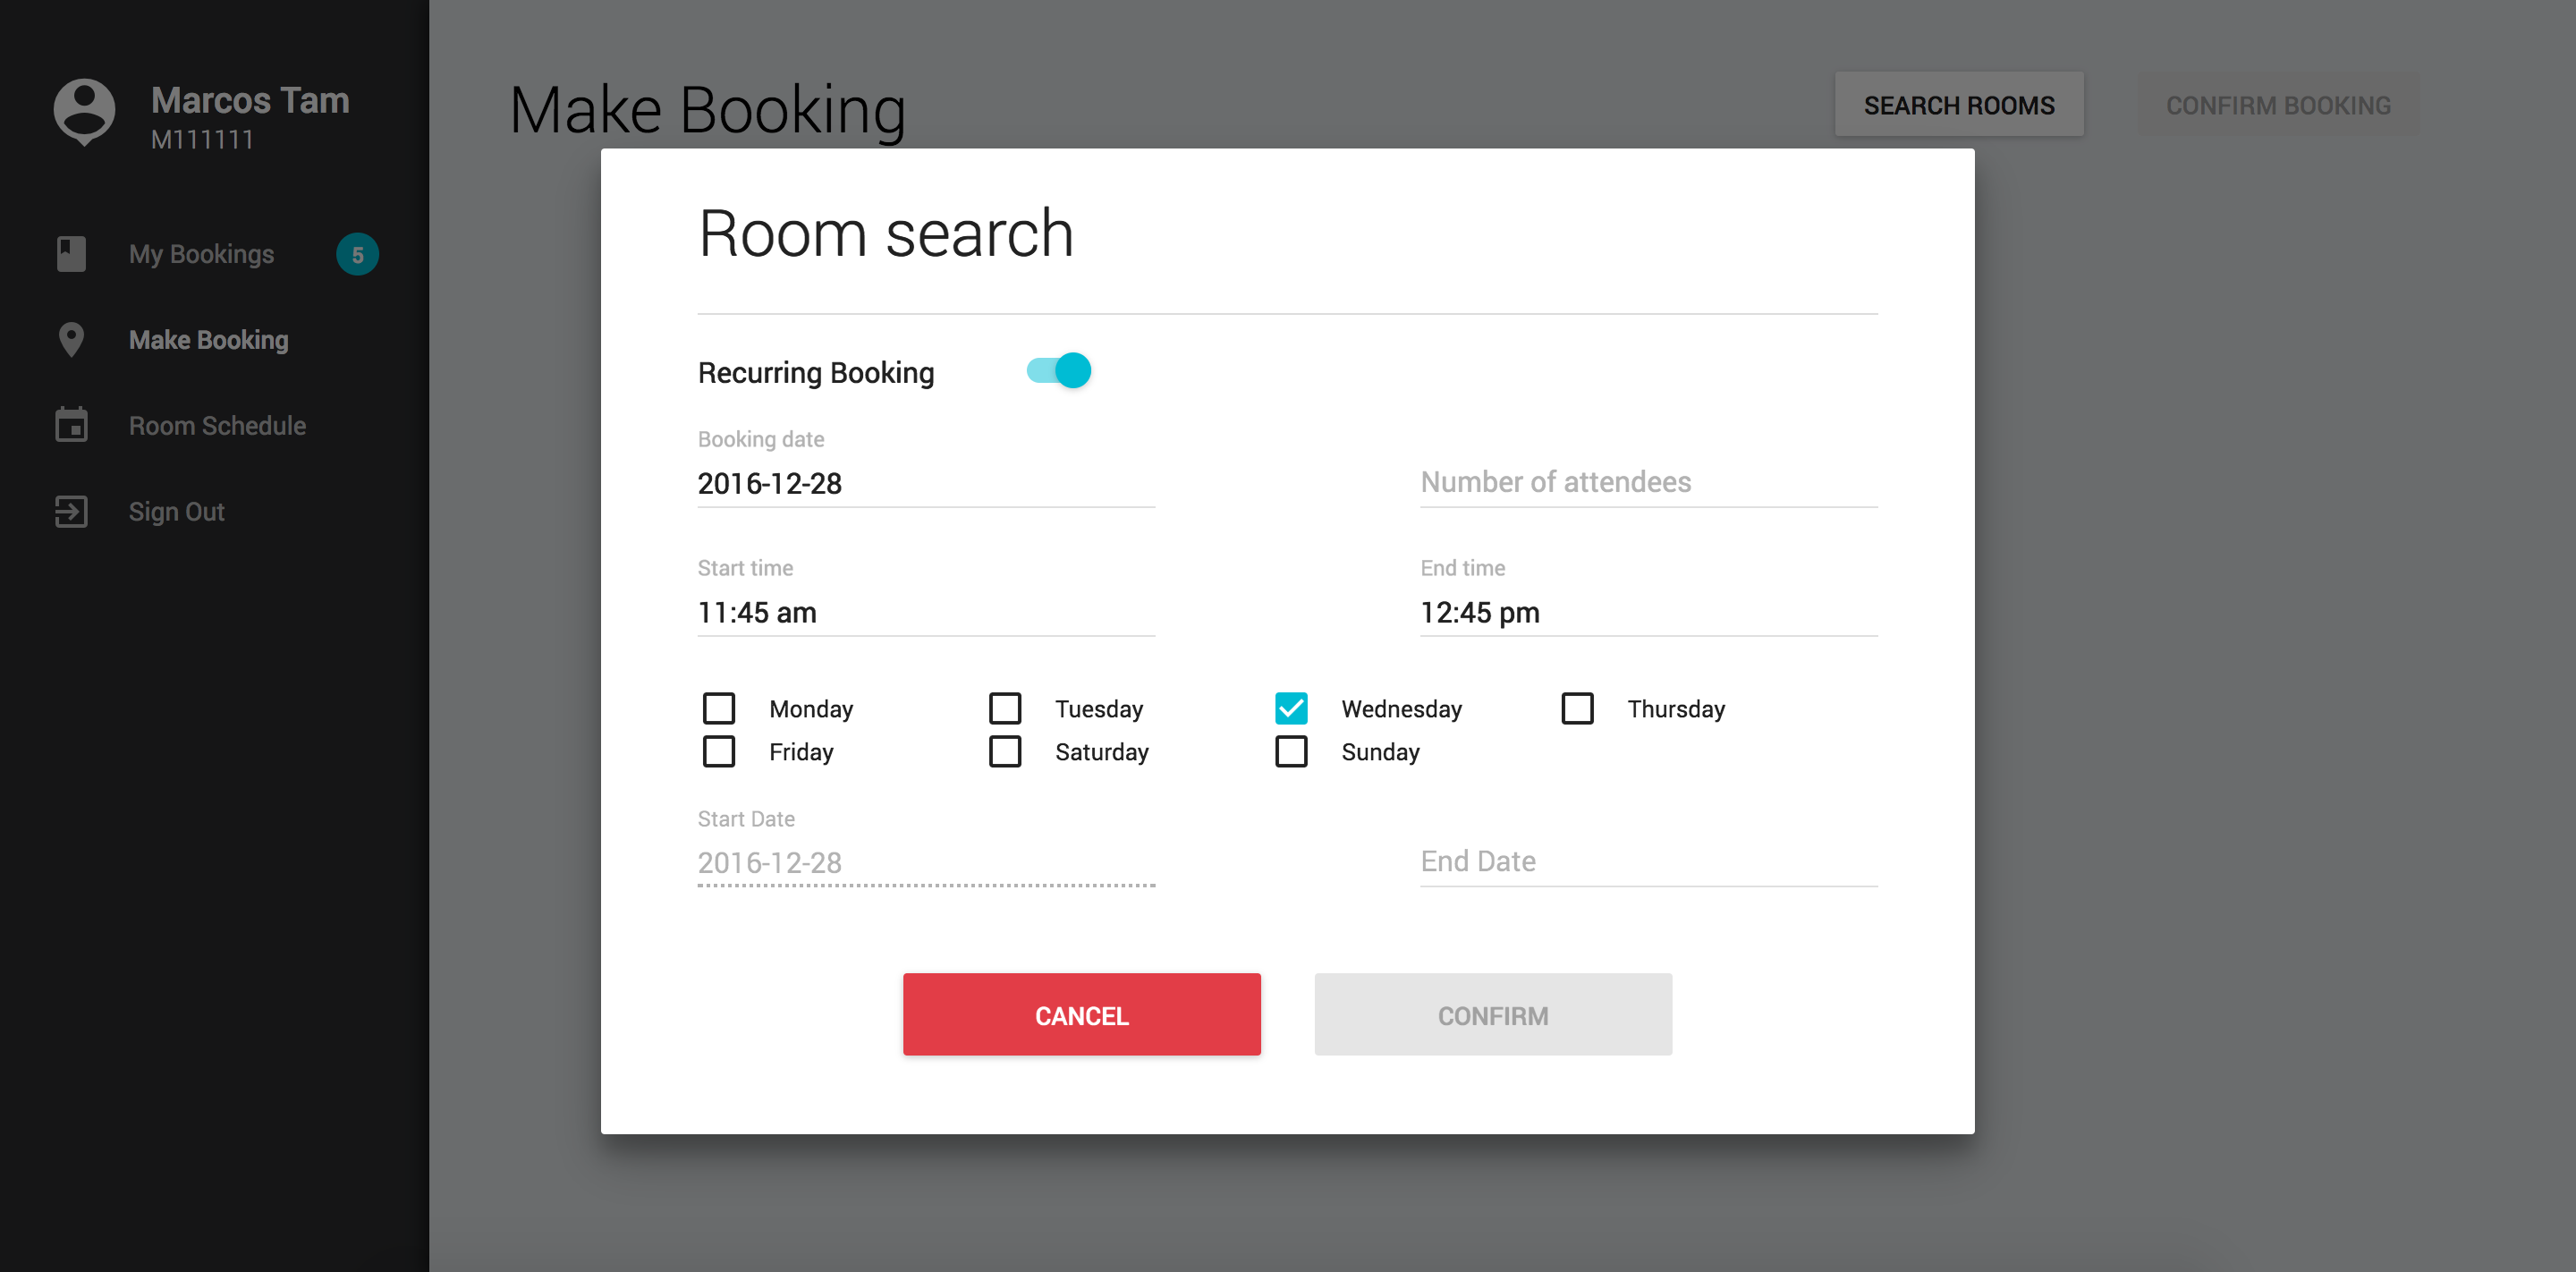 Marcos Tam
M111111
My Bookings 5
Make Booking
Room Schedule
Sign Out
Make Booking
SEARCH ROOMS
CONFIRM BOOKING
Room search
Recurring Booking
Booking date
2016-12-28
Number of attendees
Start time
11:45 am
End time
12:45 pm
Monday Tuesday Wednesday Thursday
Friday Saturday Sunday
Start Date
2016-12-28
End Date
CANCEL
CONFIRM